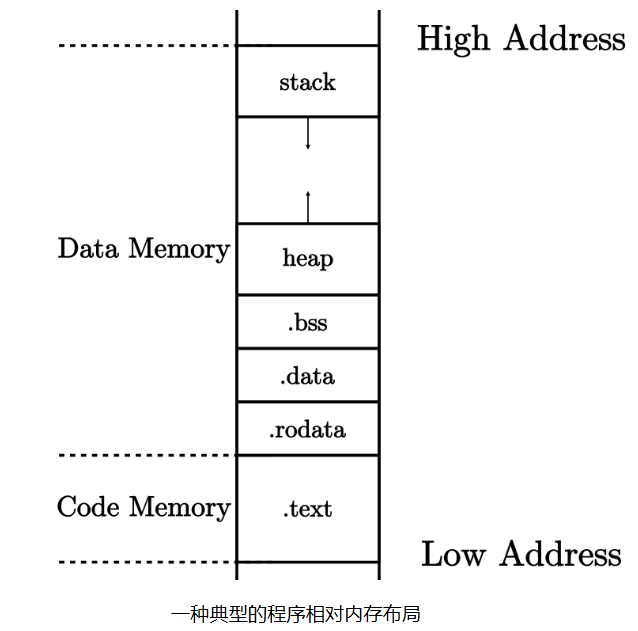 High Address
stack
Data Memory
heap
.bss
.data
.rodata
Code Memory
.text
Low Address
一种典型的程序相对内存布局